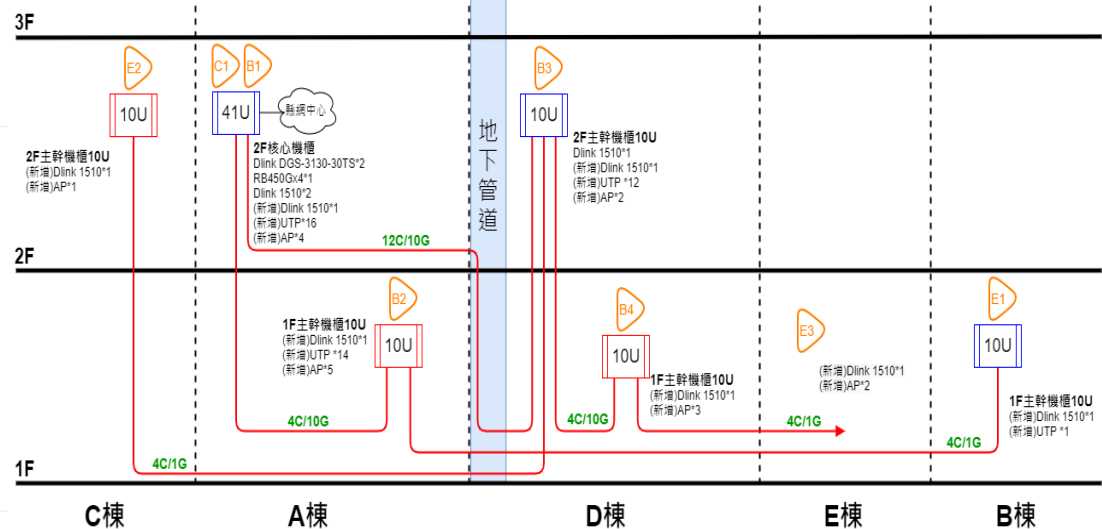 3F
E2
10U
2F主幹機櫃10U
(新增)Dlink 1510*1
(新增)AP*1
C1
B1
41U
縣網中心
2F核心機櫃
Dlink DGS-3130-30TS*2
RB450Gx4*1
Dlink 1510*2
(新增)Dlink 1510*1
(新增)UTP*16
(新增)AP*4
12C/10G
地下管道
B3
10U
2F主幹機櫃10U
Dlink 1510*1
(新增)Dlink 1510*1
(新增)UTP *12
(新增)AP*2
2F
B2
1F主幹機櫃10U
(新增)Dlink 1510*1
(新增)UTP *14
(新增)AP*5
10U
4C/10G
B4
10U
1F主幹機櫃10U
(新增)Dlink 1510*1
(新增)AP*3
4C/10G
E3
(新增)Dlink 1510*1
(新增)AP*2
4C/1G
E1
10U
1F主幹機櫃10U
(新增)Dlink 1510*1
(新增)UTP *1
4C/1G
4C/1G
1F
C棟
A棟
D棟
E棟
B棟